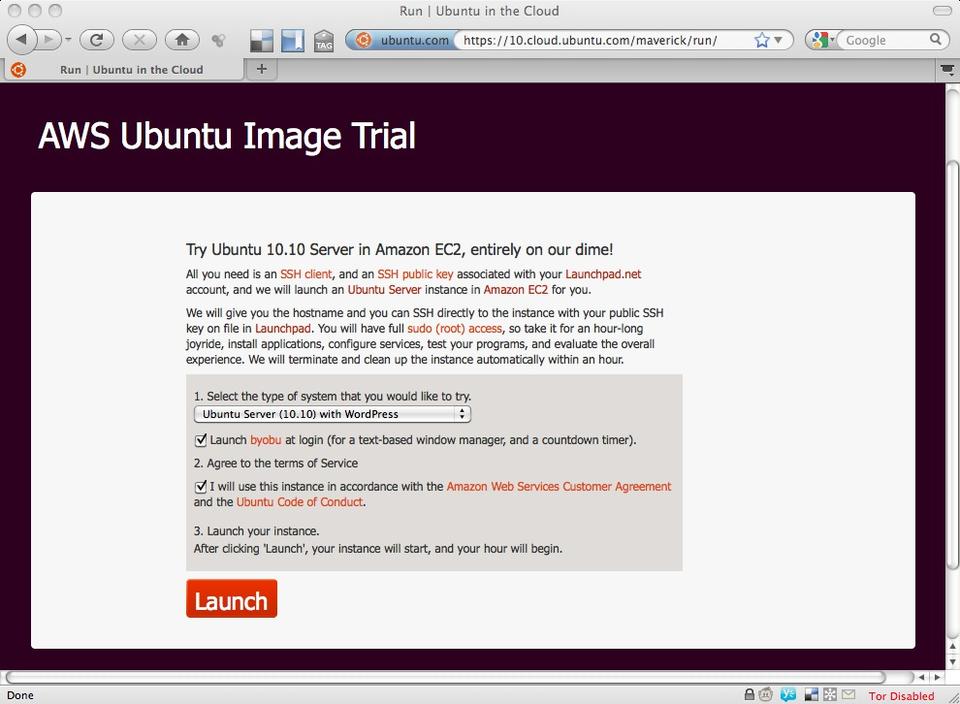 Run | Ubuntu in the Cloud
ubuntu.com
https://10.cloud.ubuntu.com/maverick/run/
Google
TAG
Run | Ubuntu in the Cloud
AWS Ubuntu Image Trial
Try Ubuntu 10.10 Server in Amazon EC2, entirely on our dime!
All you need is an SSH client, and an SSH public key associated with your Launchpad.net
account, and we will launch an Ubuntu Server instance in Amazon EC2 for you.
We will give you the hostname and you can SSH directly to the instance with your public SSH
key on file in Launchpad. You will have full sudo (root) access, so take it for an hour-long
joyride, install applications, configure services, test your programs, and evaluate the overall
experience. We will terminate and clean up the instance automatically within an hour.
1. Select the type of system that you would like to try.
Ubuntu Server (10.10) with WordPress
Launch byobu at login (for a text-based window manager, and a countdown timer).
2. Agree to the terms of Service
I will use this instance in accordance with the Amazon Web Services Customer Agreement
and the Ubuntu Code of Conduct.
3. Launch your instance.
After clicking 'Launch', your instance will start, and your hour will begin.
Launch
Done
Tor Disabled